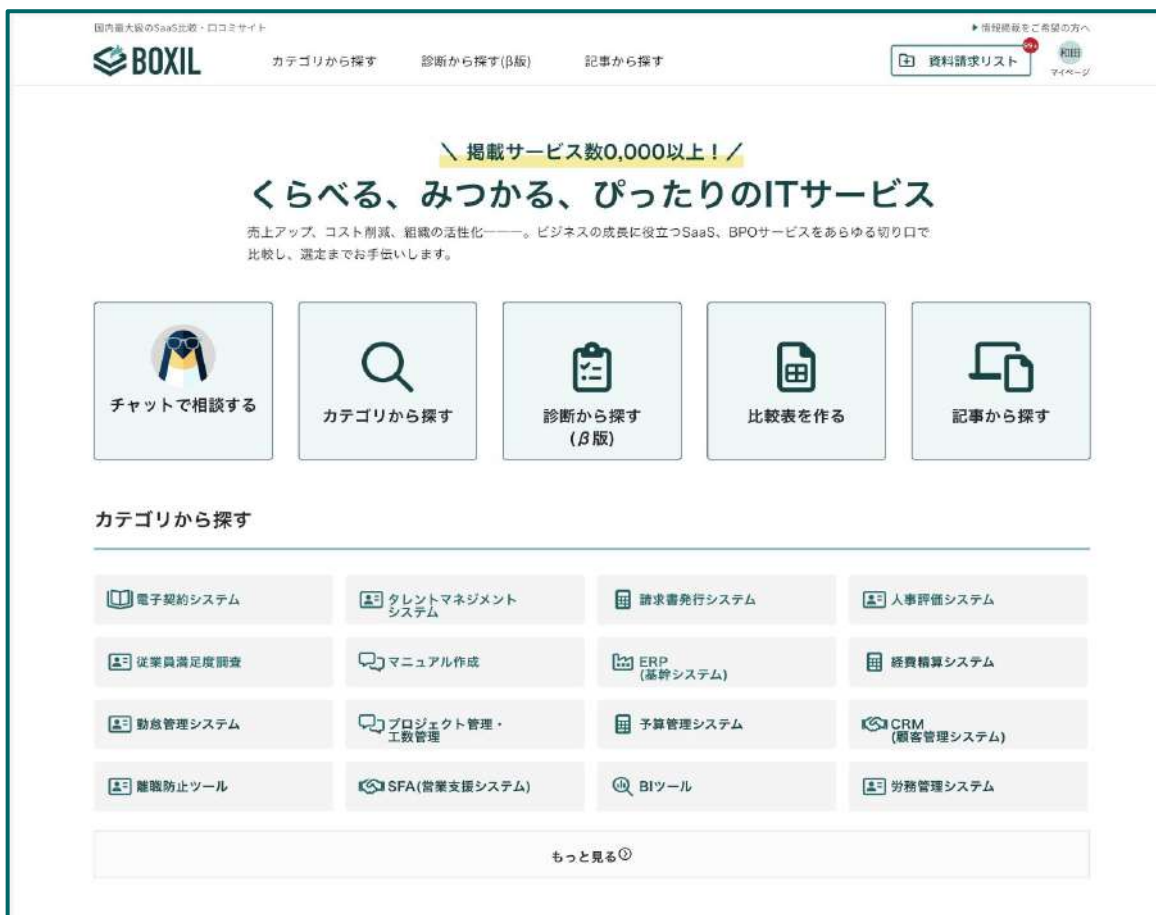 国内最大級のSaaS比較・口コミサイト
▶情報掲載をご希望の方へ
BOXIL
カテゴリから探す
診断から探す(β版)
記事から探す
資料請求リスト
99+
和田
マイページ
\ 掲載サービス数0,000以上！/
くらべる、みつかる、ぴったりのITサービス
売上アップ、コスト削減、組織の活性化───。ビジネスの成長に役立つSaaS、BPOサービスをあらゆる切り口で
比較し、選定までお手伝いします。
チャットで相談する
カテゴリから探す
診断から探す
(β版)
比較表を作る
記事から探す
カテゴリから探す
電子契約システム
タレントマネジメント
システム
請求書発行システム
人事評価システム
従業員満足度調査
マニュアル作成
ERP
(基幹システム)
経費精算システム
勤怠管理システム
プロジェクト管理・
工数管理
予算管理システム
CRM
(顧客管理システム)
離職防止ツール
SFA(営業支援システム)
BIツール
労務管理システム
もっと見る